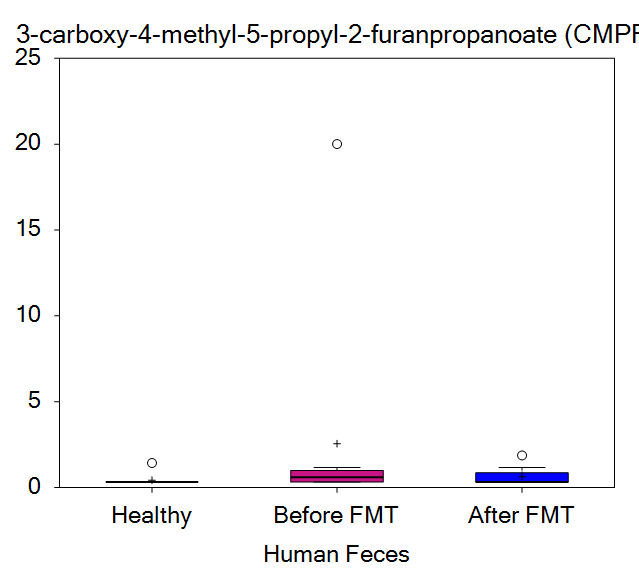 3-carboxy-4-methyl-5-propyl-2-furanpropanoate (CMPF
25
20
15
10
5
0
Healthy
Before FMT
After FMT
Human Feces